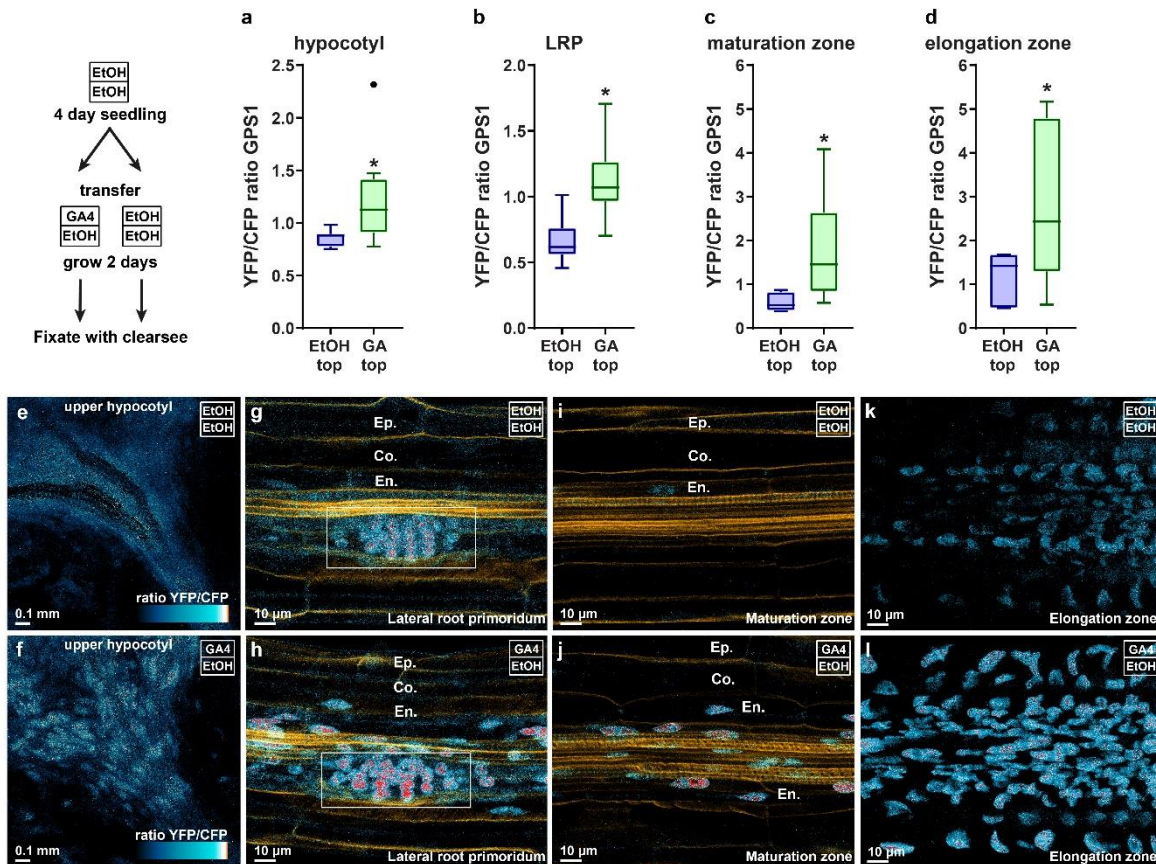 EtOH
EtOH
4 day seedling
transfer
GA4
EtOH
EtOH
EtOH
grow 2 days
Fixate with clearsee
a
hypocotyl
YFP/CFP ratio GPS1
2.5
2.0
1.5
1.0
0.5
0.0
*
EtOH
top
GA
top
b
LRP
YFP/CFP ratio GPS1
2.0
1.5
1.0
0.5
0.0
*
EtOH
top
GA
top
c
maturation zone
YFP/CFP ratio GPS1
6
5
4
3
2
1
0
*
EtOH
top
GA
top
d
elongation zone
YFP/CFP ratio GPS1
6
5
4
3
2
1
0
*
EtOH
top
GA
top
e
upper hypocotyl
EtOH
EtOH
ratio YFP/CFP
0.1 mm
g
EtOH
EtOH
Ep.
Co.
En.
10 µm
Lateral root primoridum
i
EtOH
EtOH
Ep.
Co.
En.
10 µm
Maturation zone
k
EtOH
EtOH
10 µm
Elongation zone
f
upper hypocotyl
GA4
EtOH
ratio YFP/CFP
0.1 mm
h
GA4
EtOH
Ep.
Co.
En.
10 µm
Lateral root primoridum
j
GA4
EtOH
Ep.
Co.
En.
En.
10 µm
Maturation zone
l
GA4
EtOH
10 µm
Elongation zone